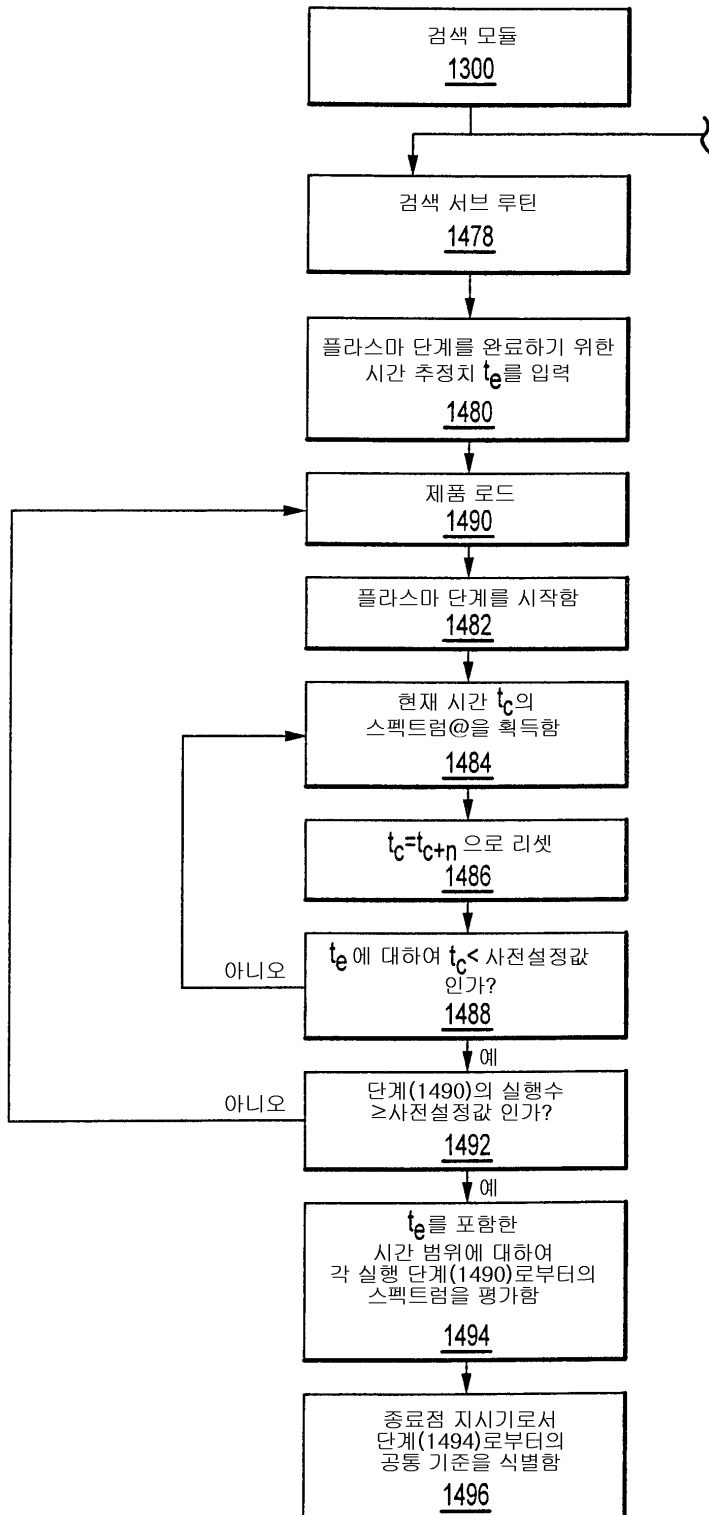 검색 모듈
1300
검색 서브 루틴
1478
플라스마 단계를 완료하기 위한
시간 추정치 te를 입력
1480
제품 로드
1490
플라스마 단계를 시작함
1482
현재 시간 tc의
스펙트럼@을 획득함
1484
tc=tc+n 으로 리셋
1486
te 에 대하여 tc< 사전설정값
인가?
1488
아니오
예
단계(1490)의 실행수
≥사전설정값 인가?
1492
아니오
예
te를 포함한
시간 범위에 대하여
각 실행 단계(1490)로부터의
스펙트럼을 평가함
1494
종료점 지시기로서
단계(1494)로부터의
공통 기준을 식별함
1496